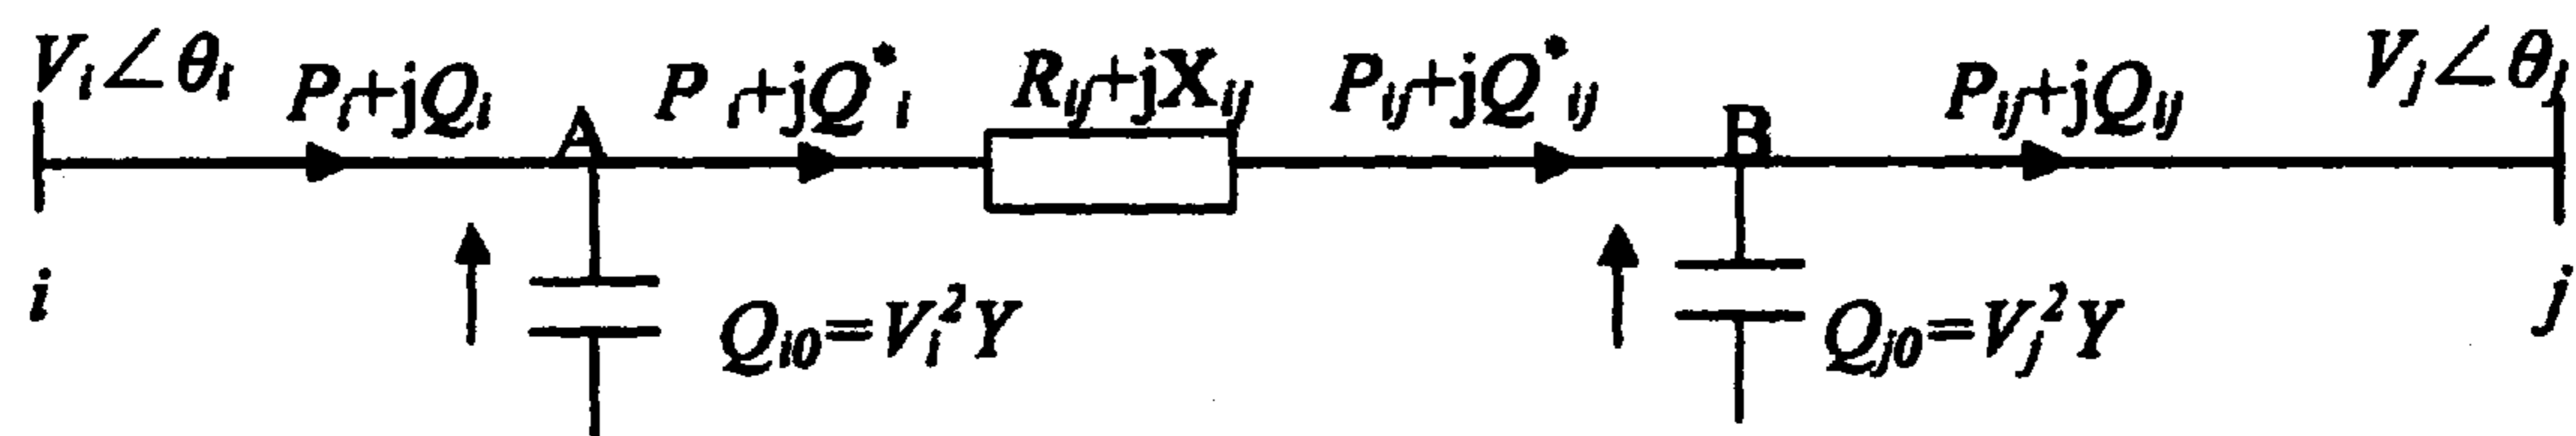 V_i∠θ_i P_i+jQ_i A P_i+jQ^*_i R_ij+jX_ij P_ij+jQ^*_ij B P_ij+jQ_ij V_j∠θ_j
i Q_i0=V_i^2Y Q_j0=V_j^2Y j